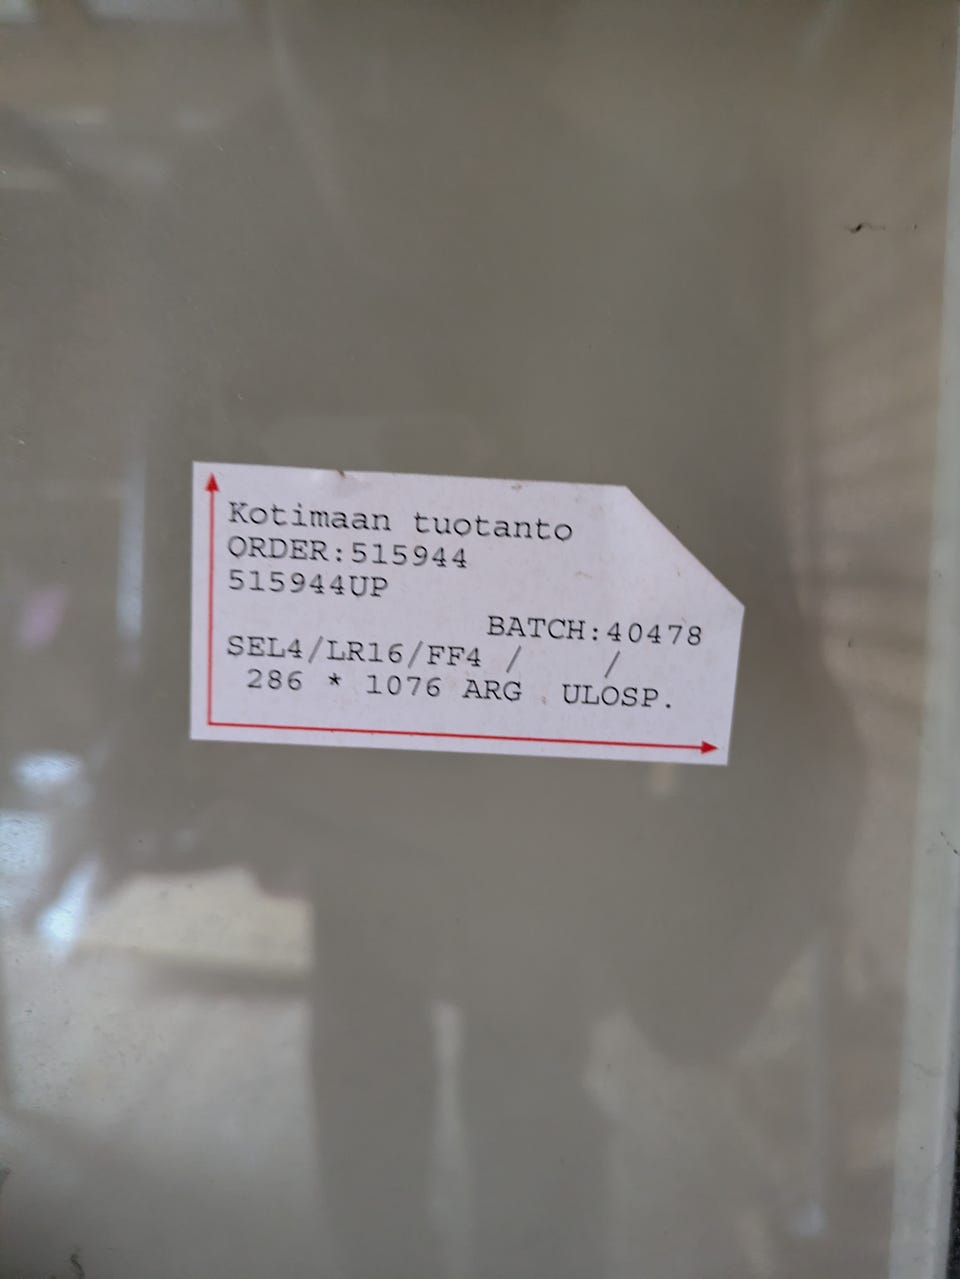 Kotimaan tuotanto
ORDER:515944
515944UP
BATCH:40478
SEL4/LR16/FF4 / /
286 * 1076 ARG ULOSP.